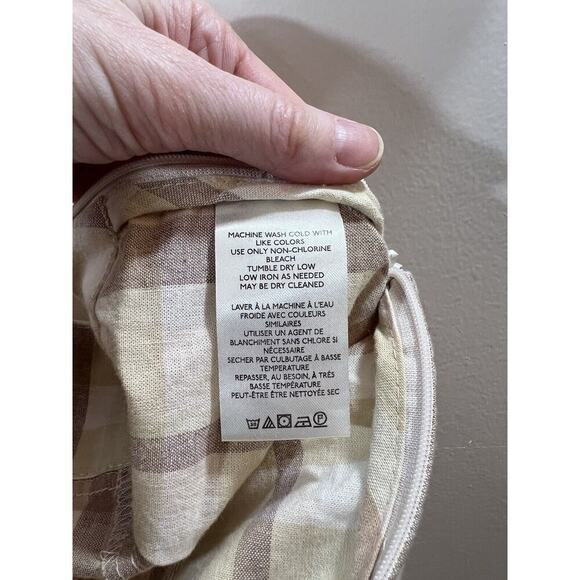 MACHINE WASH COLD WITH
LIKE COLORS
USE ONLY NON-CHLORINE
BLEACH
TUMBLE DRY LOW
LOW IRON AS NEEDED
MAY BE DRY CLEANED
LAVER À LA MACHINE À L'EAU
FROIDE AVEC COULEURS
SIMILAIRES
UTILISER UN AGENT DE
BLANCHIMENT SANS CHLORE SI
NÉCESSAIRE
SECHER PAR CULBUTAGE À BASSE
TEMPERATURE
REPASSER, AU BESOIN, À TRÈS
BASSE TEMPÉRATURE
PEUT-ÊTRE ÊTRE NETTOYÉE SEC